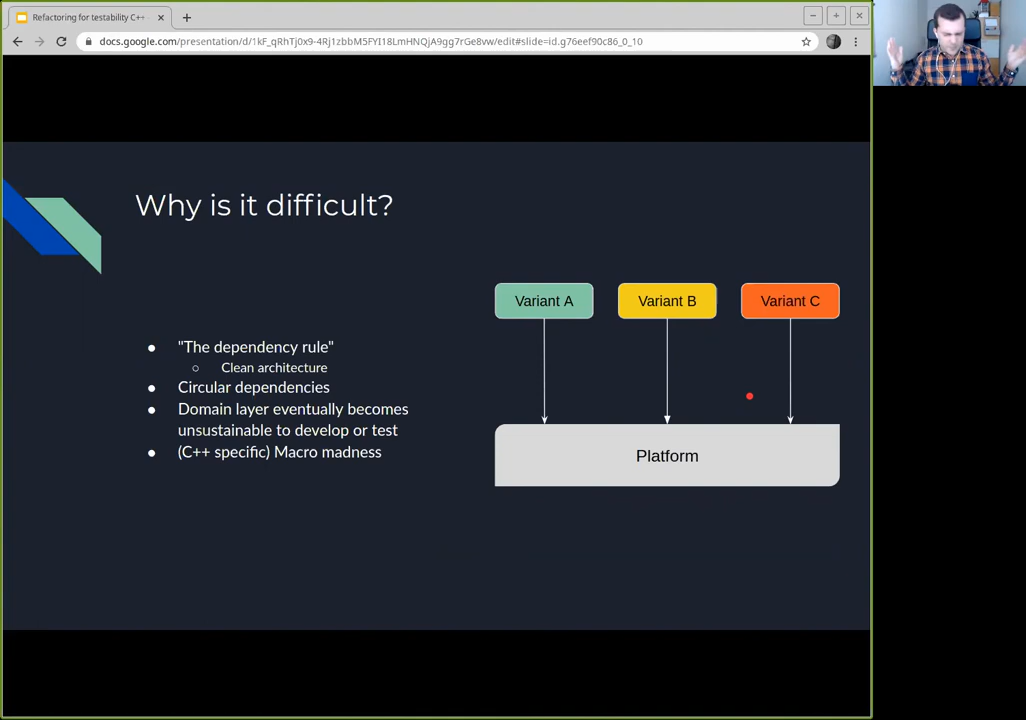 Refactoring for testability C++
docs.google.com/presentation/d/1kF_qRhTj0x9-4Rj1zbbM5FYI18LmHNQjA9gg7rGe8vw/edit#slide=id.g76eef90c86_0_10
Why is it difficult?
"The dependency rule"
Clean architecture
Circular dependencies
Domain layer eventually becomes
unsustainable to develop or test
(C++ specific) Macro madness
Variant A
Variant B
Variant C
Platform